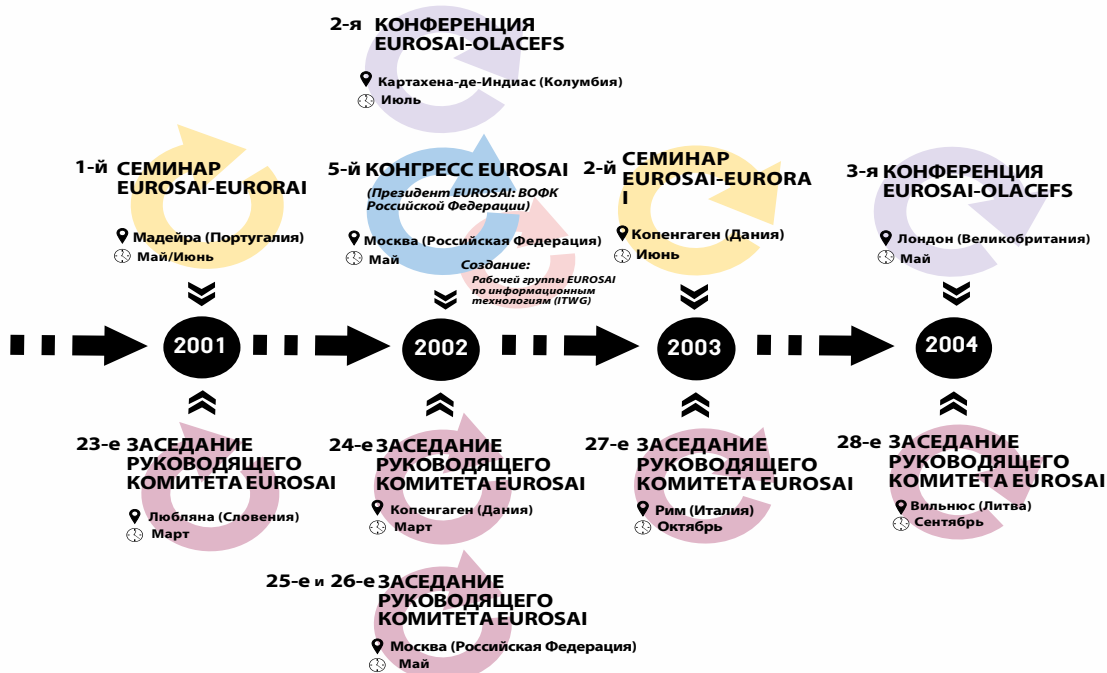 2-я КОНФЕРЕНЦИЯ
EUROSAI-OLACEFS
Картахена-де-Индиас (Колумбия)
Июль
1-й СЕМИНАР
EUROSAI-EURORAI
Мадейра (Португалия)
Май/Июнь
5-й КОНГРЕСС EUROSAI
(Президент EUROSAI: ВОФК
Российской Федерации)
Москва (Российская Федерация)
Май
Создание:
Рабочей группы EUROSAI
по информационным
технологиям (ITWG)
2-й СЕМИНАР
EUROSAI-EURORA
I
Копенгаген (Дания)
Июнь
3-я КОНФЕРЕНЦИЯ
EUROSAI-OLACEFS
Лондон (Великобритания)
Май
2001
2002
2003
2004
23-е ЗАСЕДАНИЕ
РУКОВОДЯЩЕГО
КОМИТЕТА EUROSAI
Любляна (Словения)
Март
24-е ЗАСЕДАНИЕ
РУКОВОДЯЩЕГО
КОМИТЕТА EUROSAI
Копенгаген (Дания)
Март
27-е ЗАСЕДАНИЕ
РУКОВОДЯЩЕГО
КОМИТЕТА EUROSAI
Рим (Италия)
Октябрь
28-е ЗАСЕДАНИЕ
РУКОВОДЯЩЕГО
КОМИТЕТА EUROSAI
Вильнюс (Литва)
Сентябрь
25-е и 26-е ЗАСЕДАНИЕ
РУКОВОДЯЩЕГО
КОМИТЕТА EUROSAI
Москва (Российская Федерация)
Май